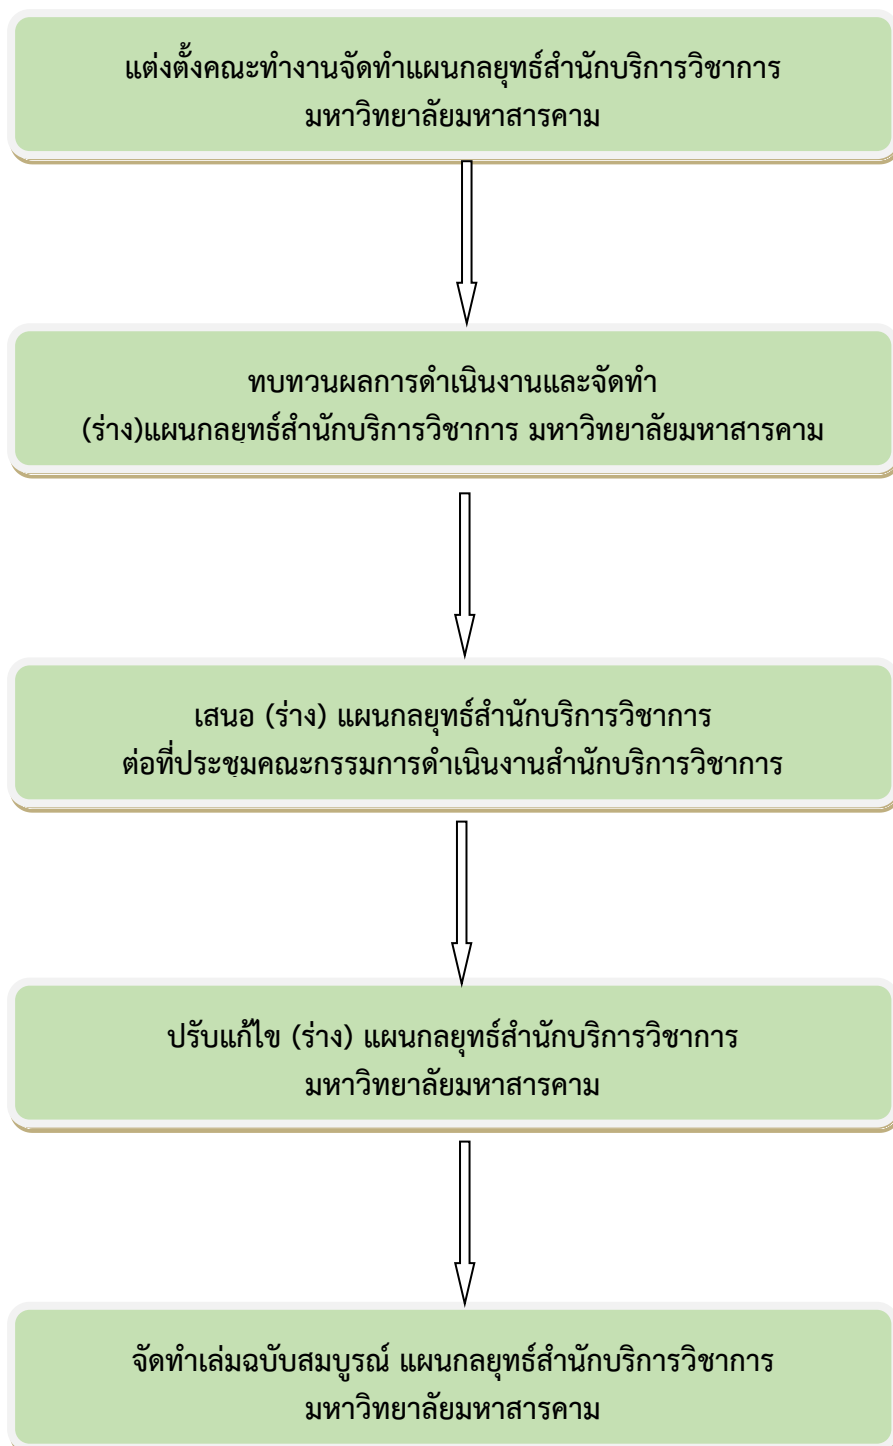 แต่งตั้งคณะทำงานจัดทำแผนกลยุทธ์สำนักบริการวิชาการ
มหาวิทยาลัยมหาสารคาม
ทบทวนผลการดำเนินงานและจัดทำ
(ร่าง)แผนกลยุทธ์สำนักบริการวิชาการ มหาวิทยาลัยมหาสารคาม
เสนอ (ร่าง) แผนกลยุทธ์สำนักบริการวิชาการ
ต่อที่ประชุมคณะกรรมการดำเนินงานสำนักบริการวิชาการ
ปรับแก้ไข (ร่าง) แผนกลยุทธ์สำนักบริการวิชาการ
มหาวิทยาลัยมหาสารคาม
จัดทำเล่มฉบับสมบูรณ์ แผนกลยุทธ์สำนักบริการวิชาการ
มหาวิทยาลัยมหาสารคาม